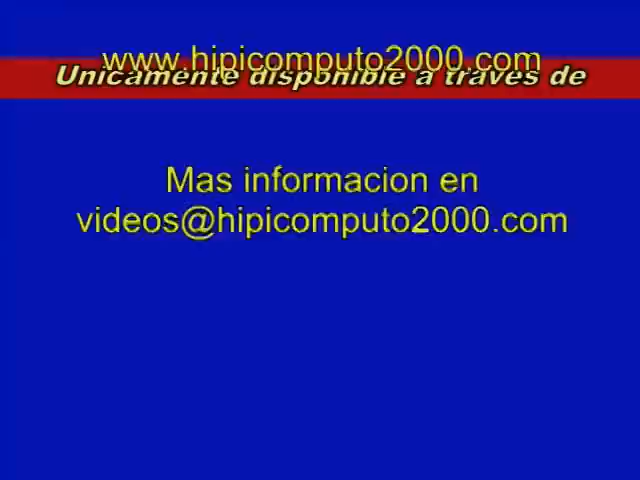 www.hipicomputo2000.com
Unicamente disponible a traves de
Mas informacion en
videos@hipicomputo2000.com